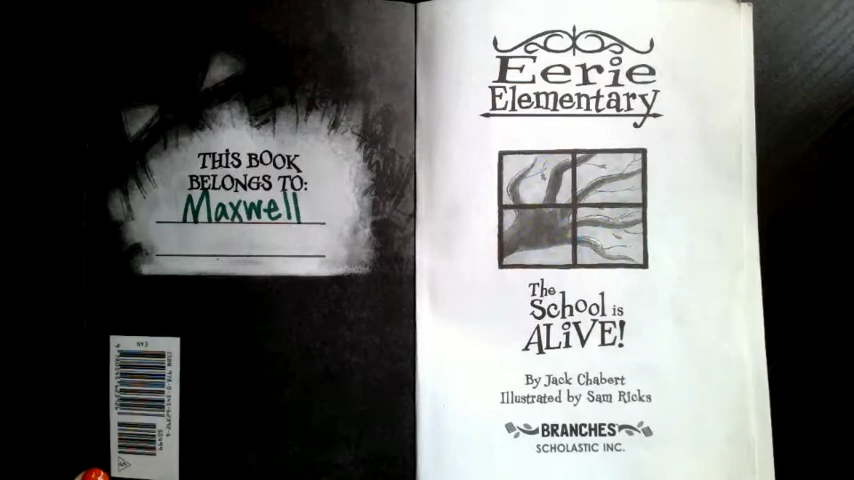 THIS BOOK
BELONGS TO:
Maxwell
EAN
Eerie
Elementary
The
School is
ALiVE!
By Jack Chabert
Illustrated by Sam Ricks
BRANCHES
SCHOLASTIC INC.